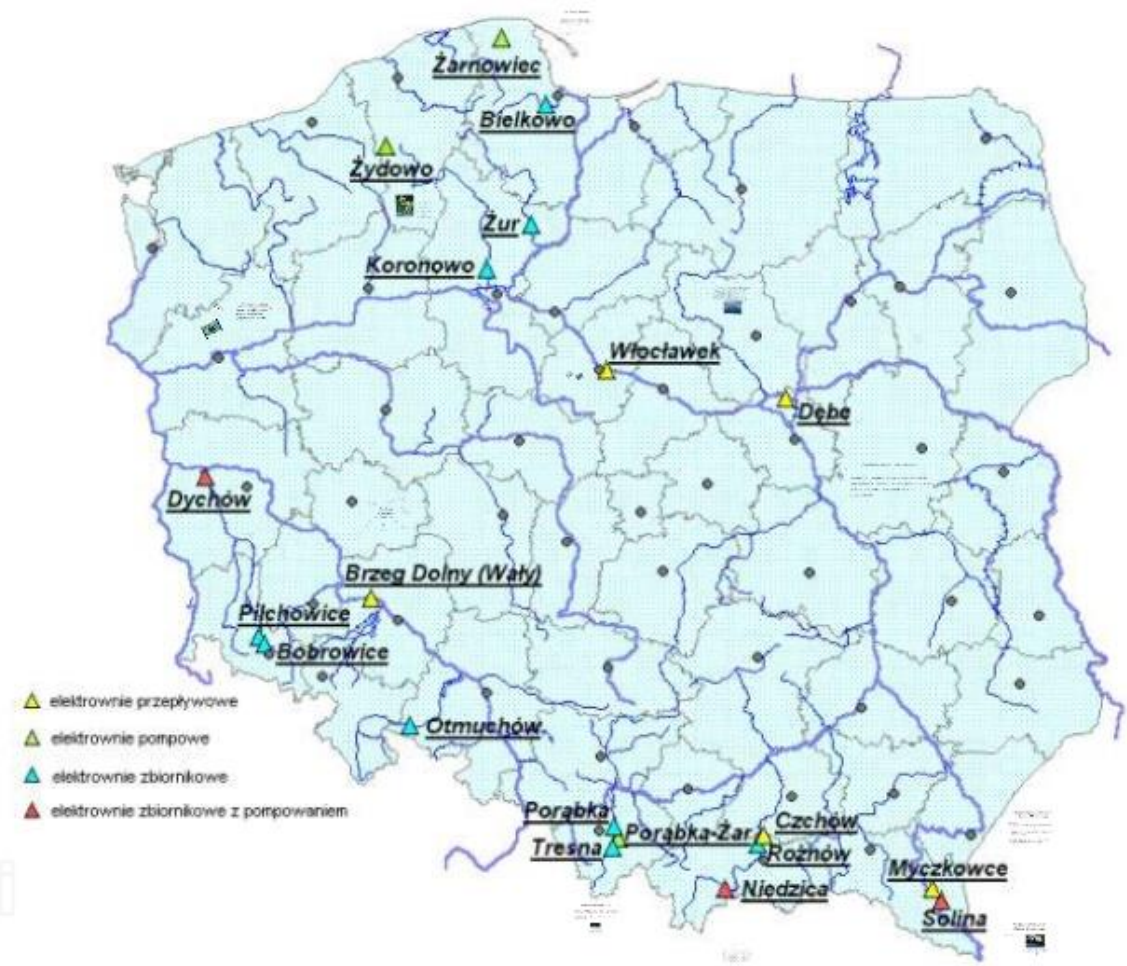 Żarnowiec
Bielkowo
Żydowo
Żur
Koronowo
Włocławek
Dębe
Dychów
Brzeg Dolny (Wały)
Pilchowice
Bobrowice
elektrownie przepływowe
Otmuchów
elektrownie pompowe
elektrownie zbiornikowe
elektrownie zbiornikowe z pompowaniem
Porąbka
Porąbka-Żar
Czchów
Tresna
Rożnów
Myczkowce
Niedzica
Solina